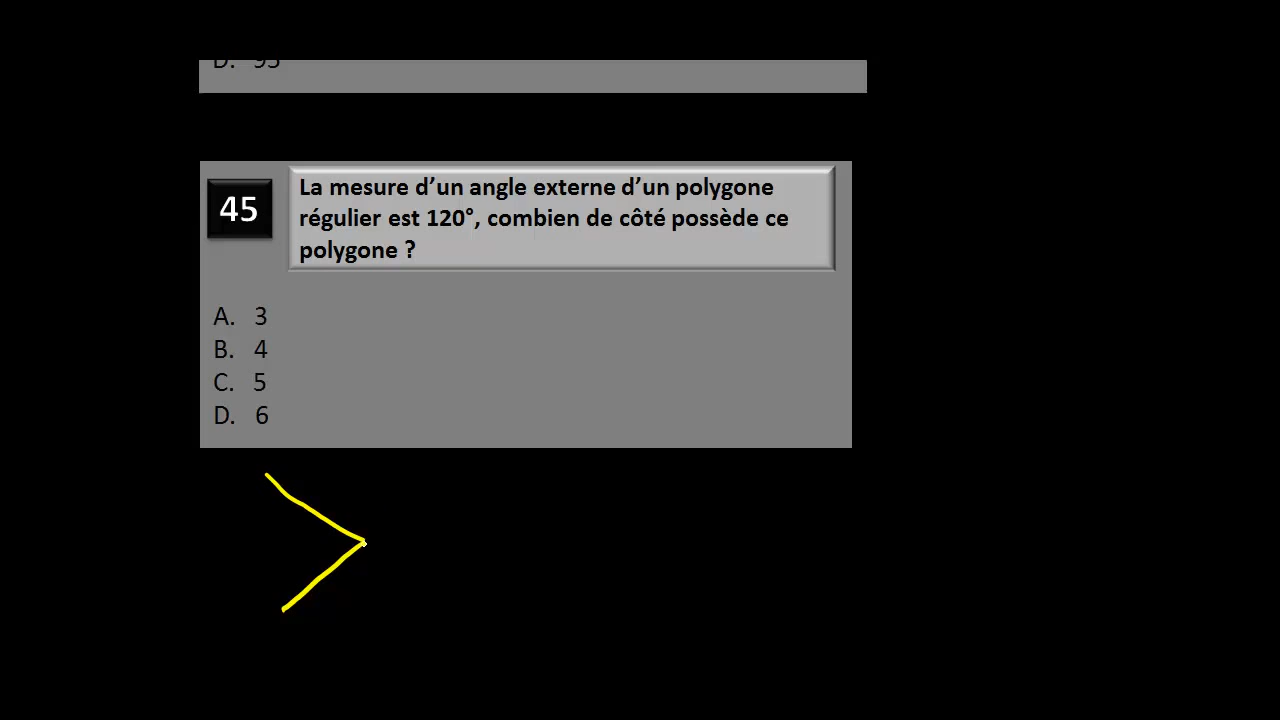 D. 95
45
La mesure d’un angle externe d’un polygone
régulier est 120°, combien de côté possède ce
polygone ?
A. 3
B. 4
C. 5
D. 6